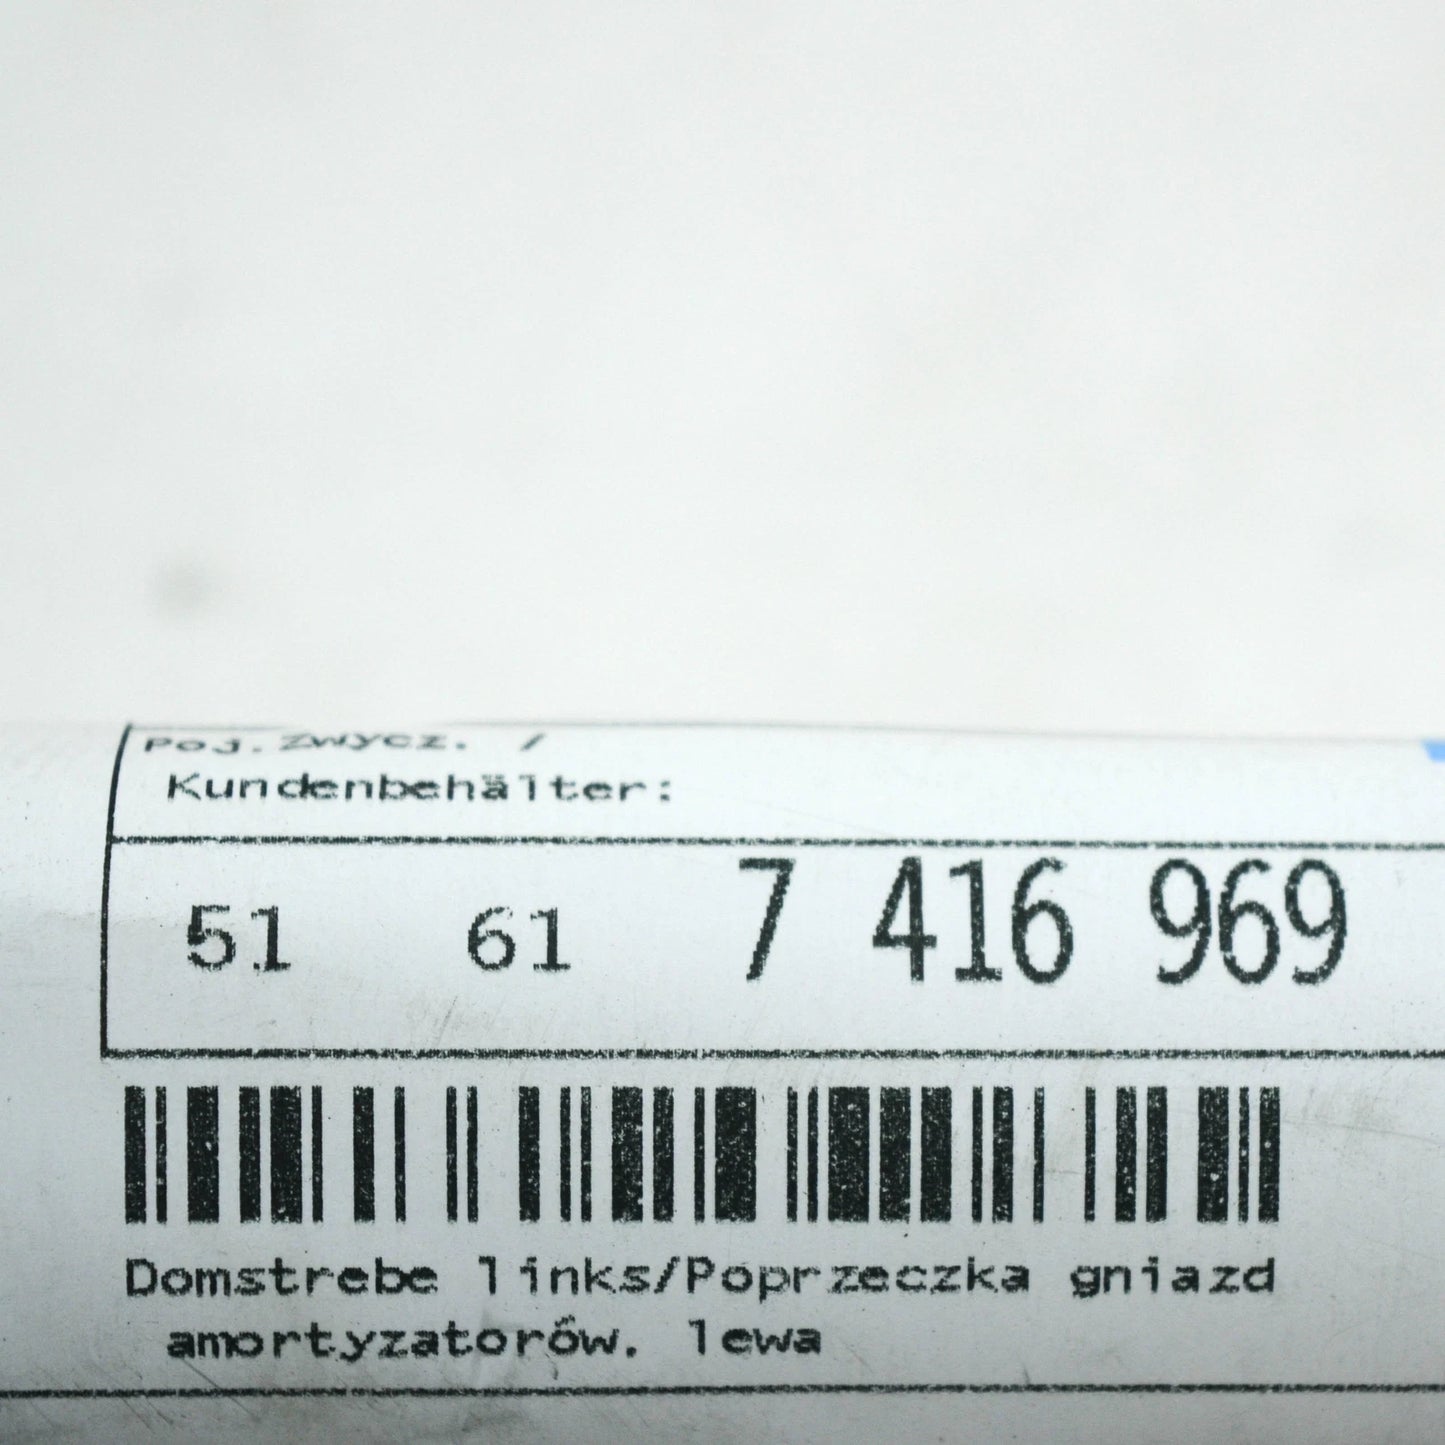 Poj.zwycz. /
Kundenbehälter:
51 61 7 416 969
Domstrebe links/Poprzeczka gniazd
amortyzatorów. lewa